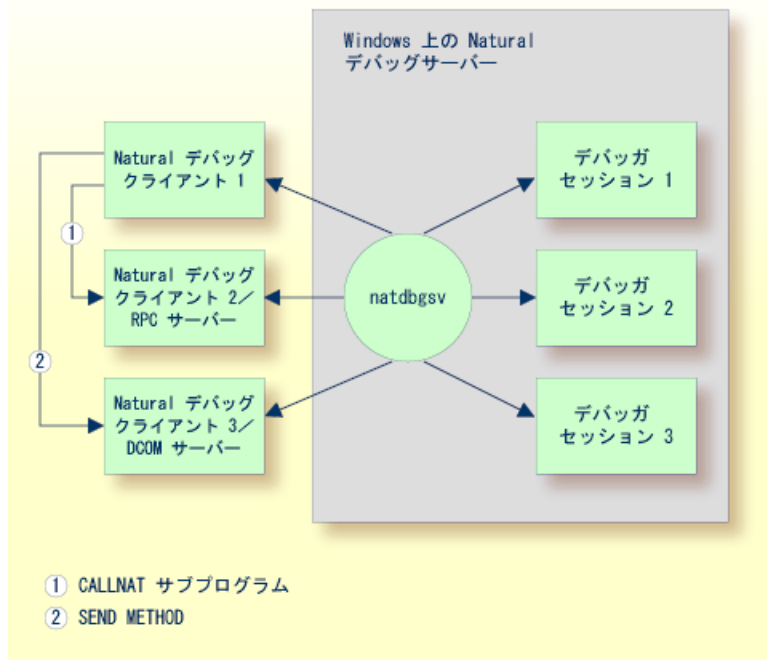 Windows 上の Natural
デバッグサーバー
Natural デバッグ
クライアント 1
デバッガ
セッション 1
①
Natural デバッグ
クライアント 2／
RPC サーバー
natdbgsv
デバッガ
セッション 2
②
Natural デバッグ
クライアント 3／
DCOM サーバー
デバッガ
セッション 3
① CALLNAT サブプログラム
② SEND METHOD